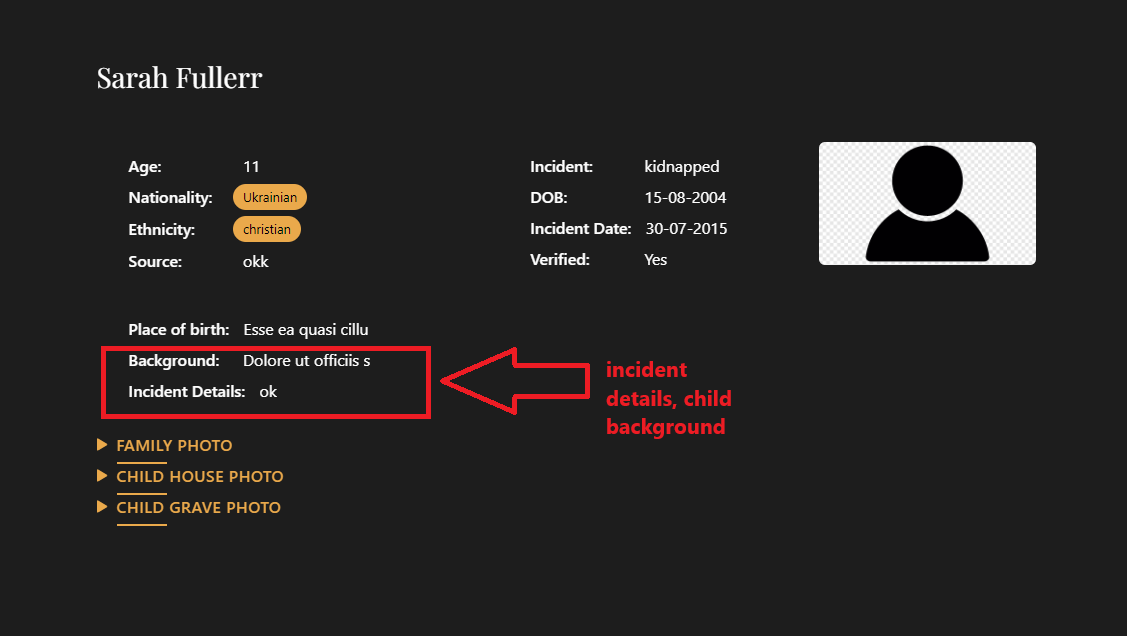 Sarah Fullerr
Age: 11
Nationality: Ukrainian
Ethnicity: christian
Source: okk
Incident: kidnapped
DOB: 15-08-2004
Incident Date: 30-07-2015
Verified: Yes
Place of birth: Esse ea quasi cillu
Background: Dolore ut officiis s
Incident Details: ok
incident
details, child
background
FAMILY PHOTO
CHILD HOUSE PHOTO
CHILD GRAVE PHOTO